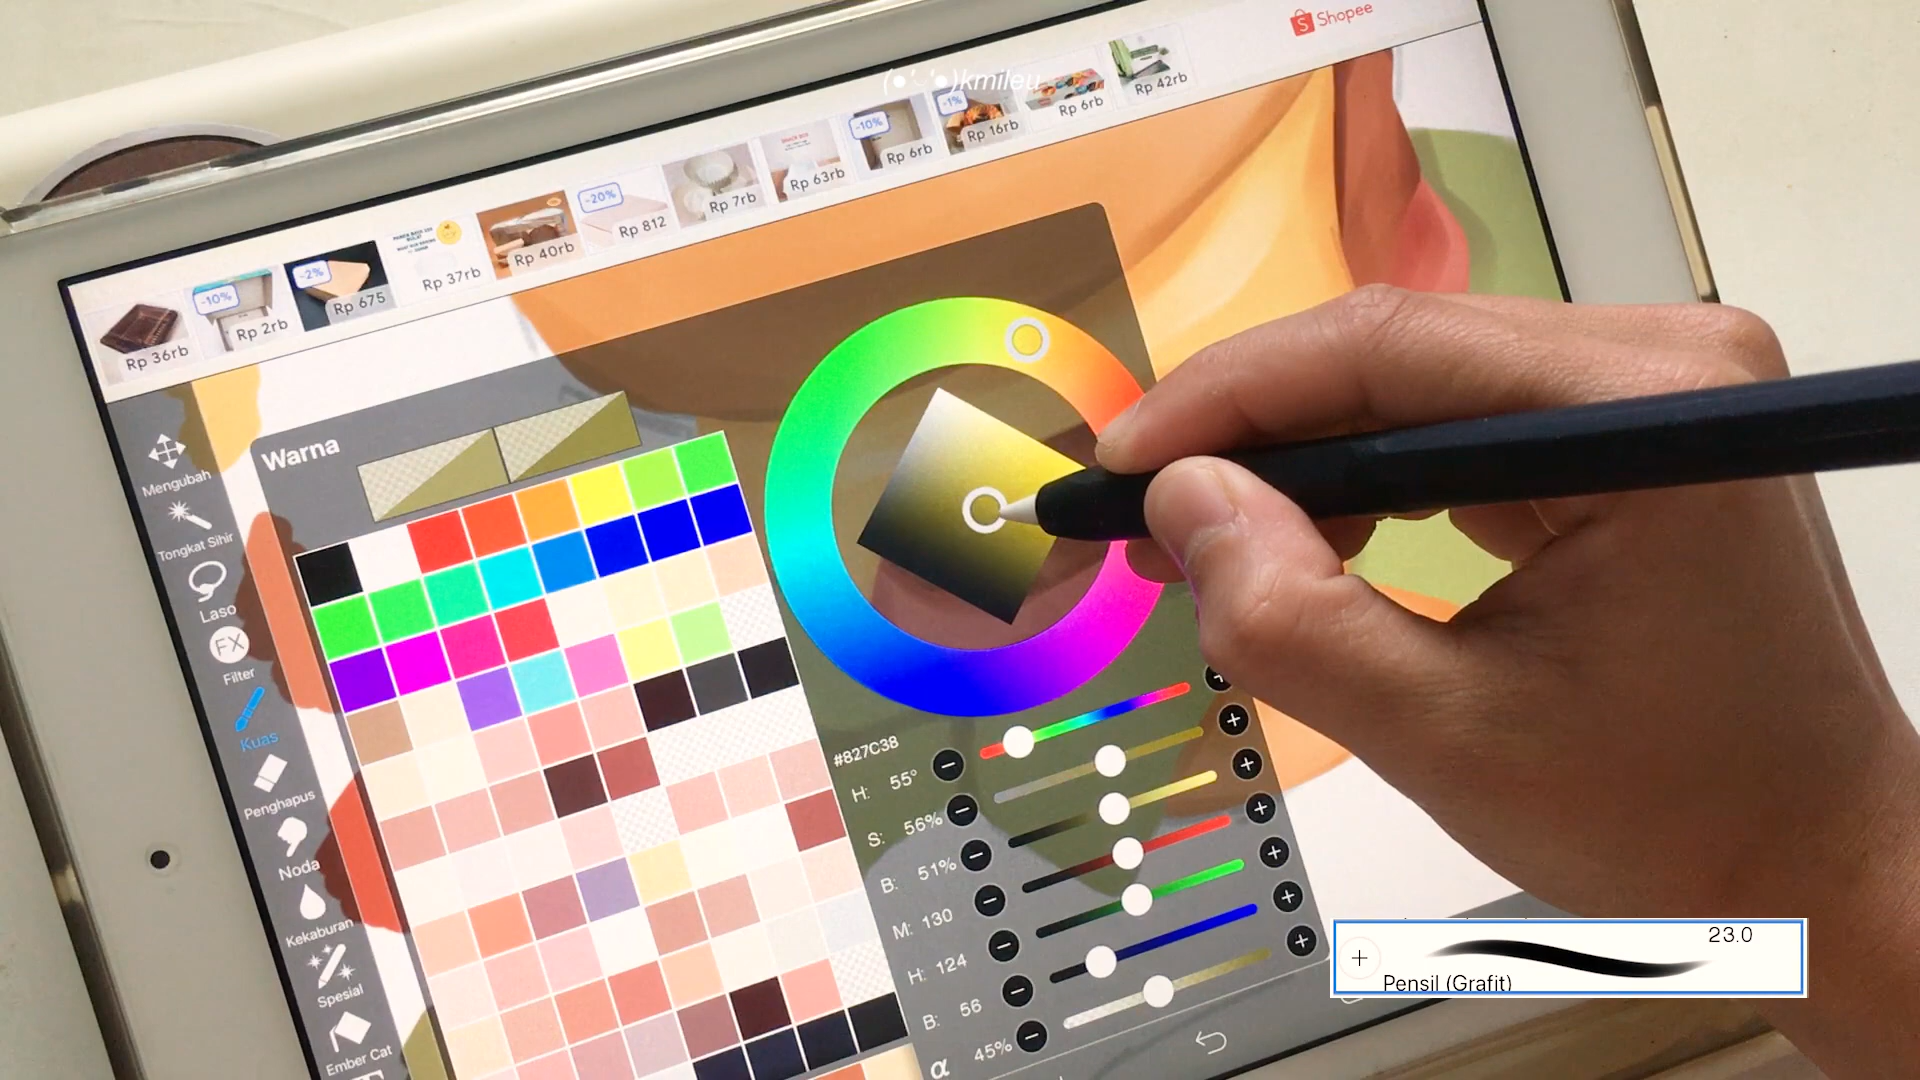 Shopee
(●'◡'●)kmileu
Rp 36rb
-10%
Rp 2rb
-2%
Rp 675
Rp 37rb
Rp 40rb
-20%
Rp 812
Rp 7rb
Rp 63rb
-10%
Rp 6rb
-1%
Rp 16rb
Rp 6rb
Rp 42rb
Warna
Mengubah
Tongkat Sihir
Laso
FX
Filter
Kuas
Penghapus
Noda
Kekaburan
Spesial
Ember Cat
#827C38
H: 55°
S: 56%
B: 51%
M: 130
H: 124
B: 56
α 45%
23.0
Pensil (Grafit)